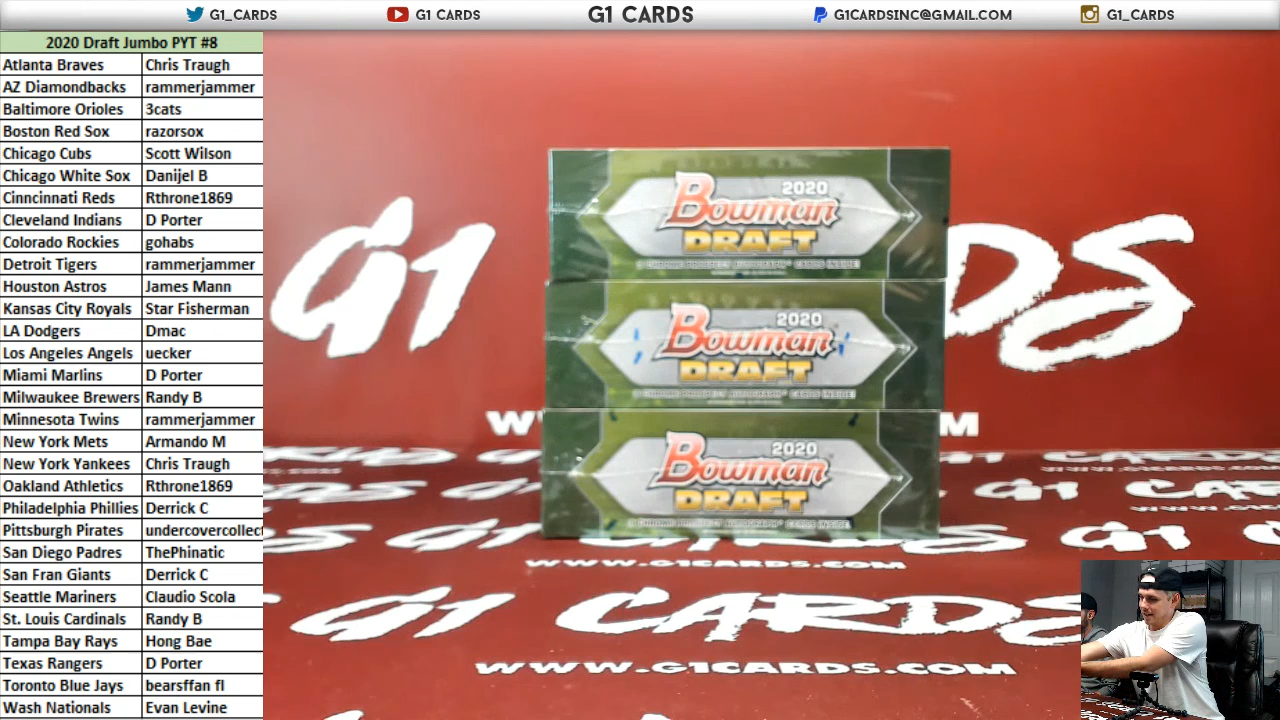 G1_CARDS G1 CARDS G1 CARDS G1CARDSINC@GMAIL.COM G1_CARDS
2020 Draft Jumbo PYT #8
Atlanta Braves Chris Traugh
AZ Diamondbacks rammerjammer
Baltimore Orioles 3cats
Boston Red Sox razorsox
Chicago Cubs Scott Wilson
Chicago White Sox Danijel B
Cinncinnati Reds Rthrone1869
Cleveland Indians D Porter
Colorado Rockies gohabs
Detroit Tigers rammerjammer
Houston Astros James Mann
Kansas City Royals Star Fisherman
LA Dodgers Dmac
Los Angeles Angels uecker
Miami Marlins D Porter
Milwaukee Brewers Randy B
Minnesota Twins rammerjammer
New York Mets Armando M
New York Yankees Chris Traugh
Oakland Athletics Rthrone1869
Philadelphia Phillies Derrick C
Pittsburgh Pirates undercovercollect
San Diego Padres ThePhinatic
San Fran Giants Derrick C
Seattle Mariners Claudio Scola
St. Louis Cardinals Randy B
Tampa Bay Rays Hong Bae
Texas Rangers D Porter
Toronto Blue Jays bearsffan fl
Wash Nationals Evan Levine
2020
Bowman
DRAFT
2020
Bowman
DRAFT
2020
Bowman
DRAFT
G1 CARDS
G1 CARDS
WWW.G1CARDS.COM
G1 CARDS
WWW.G1CARDS.COM